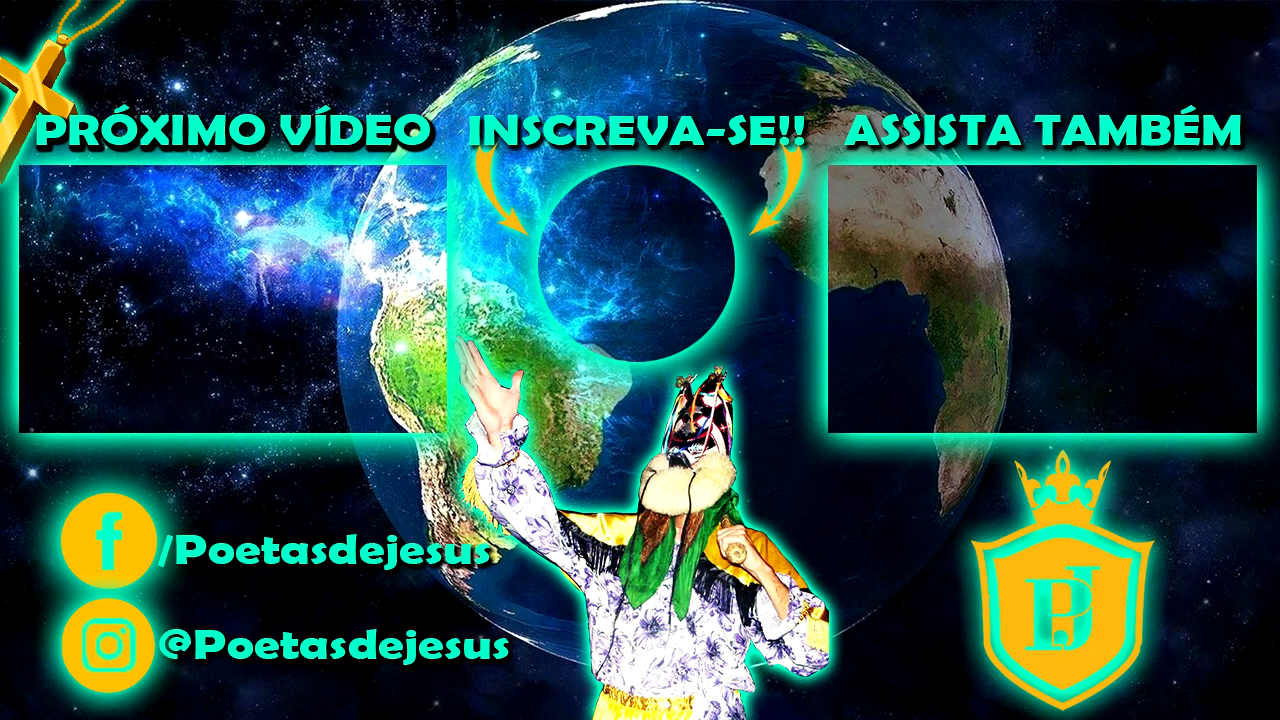 PRÓXIMO VÍDEO
INSCREVA-SE!!
ASSISTA TAMBÉM
/Poetasdejesus
@Poetasdejesus
PJ